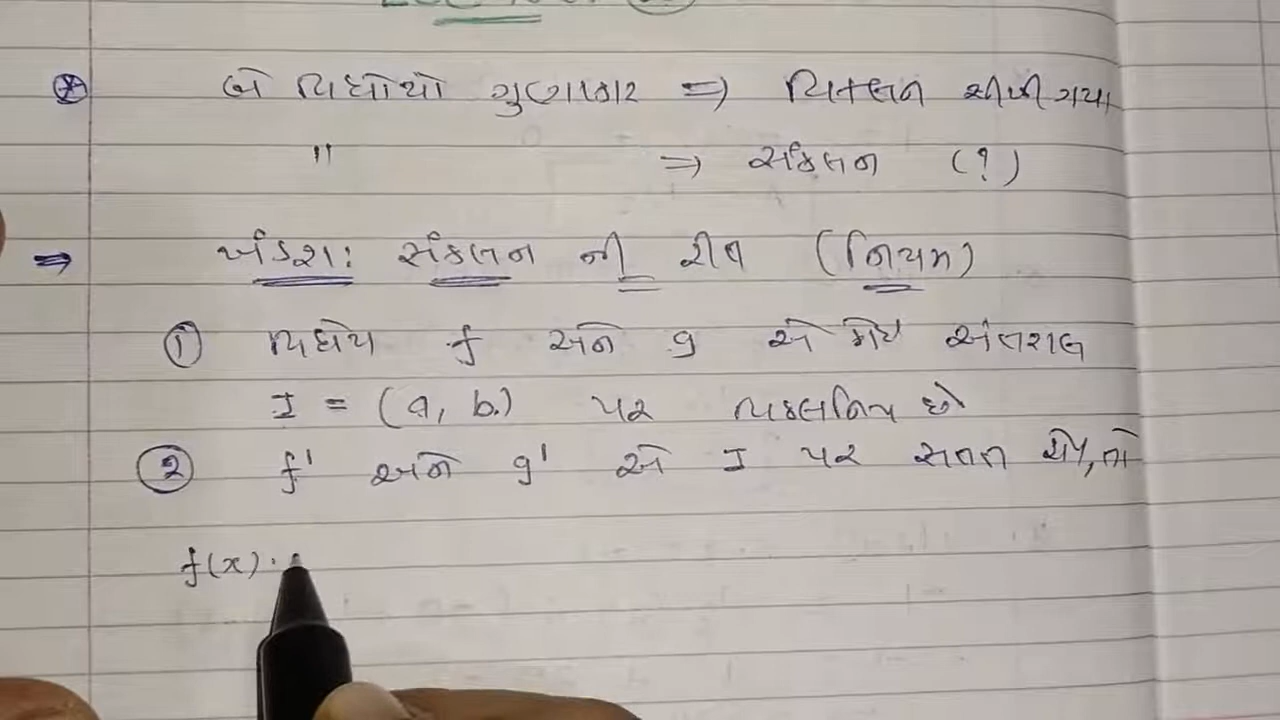 બે વિધેયો ગુણાકાર ⇒ વિકલન શીખી ગયા
" ⇒ સંકલન (?)
⇒ ખંડશઃ સંકલન ની રીત (નિયમ)
① વિધેય f અને g એ અંતરાલ
I = (a, b) પર વિકલનિય છે
② f' અને g' એ I પર સતત હોય, તો
f(x) ·